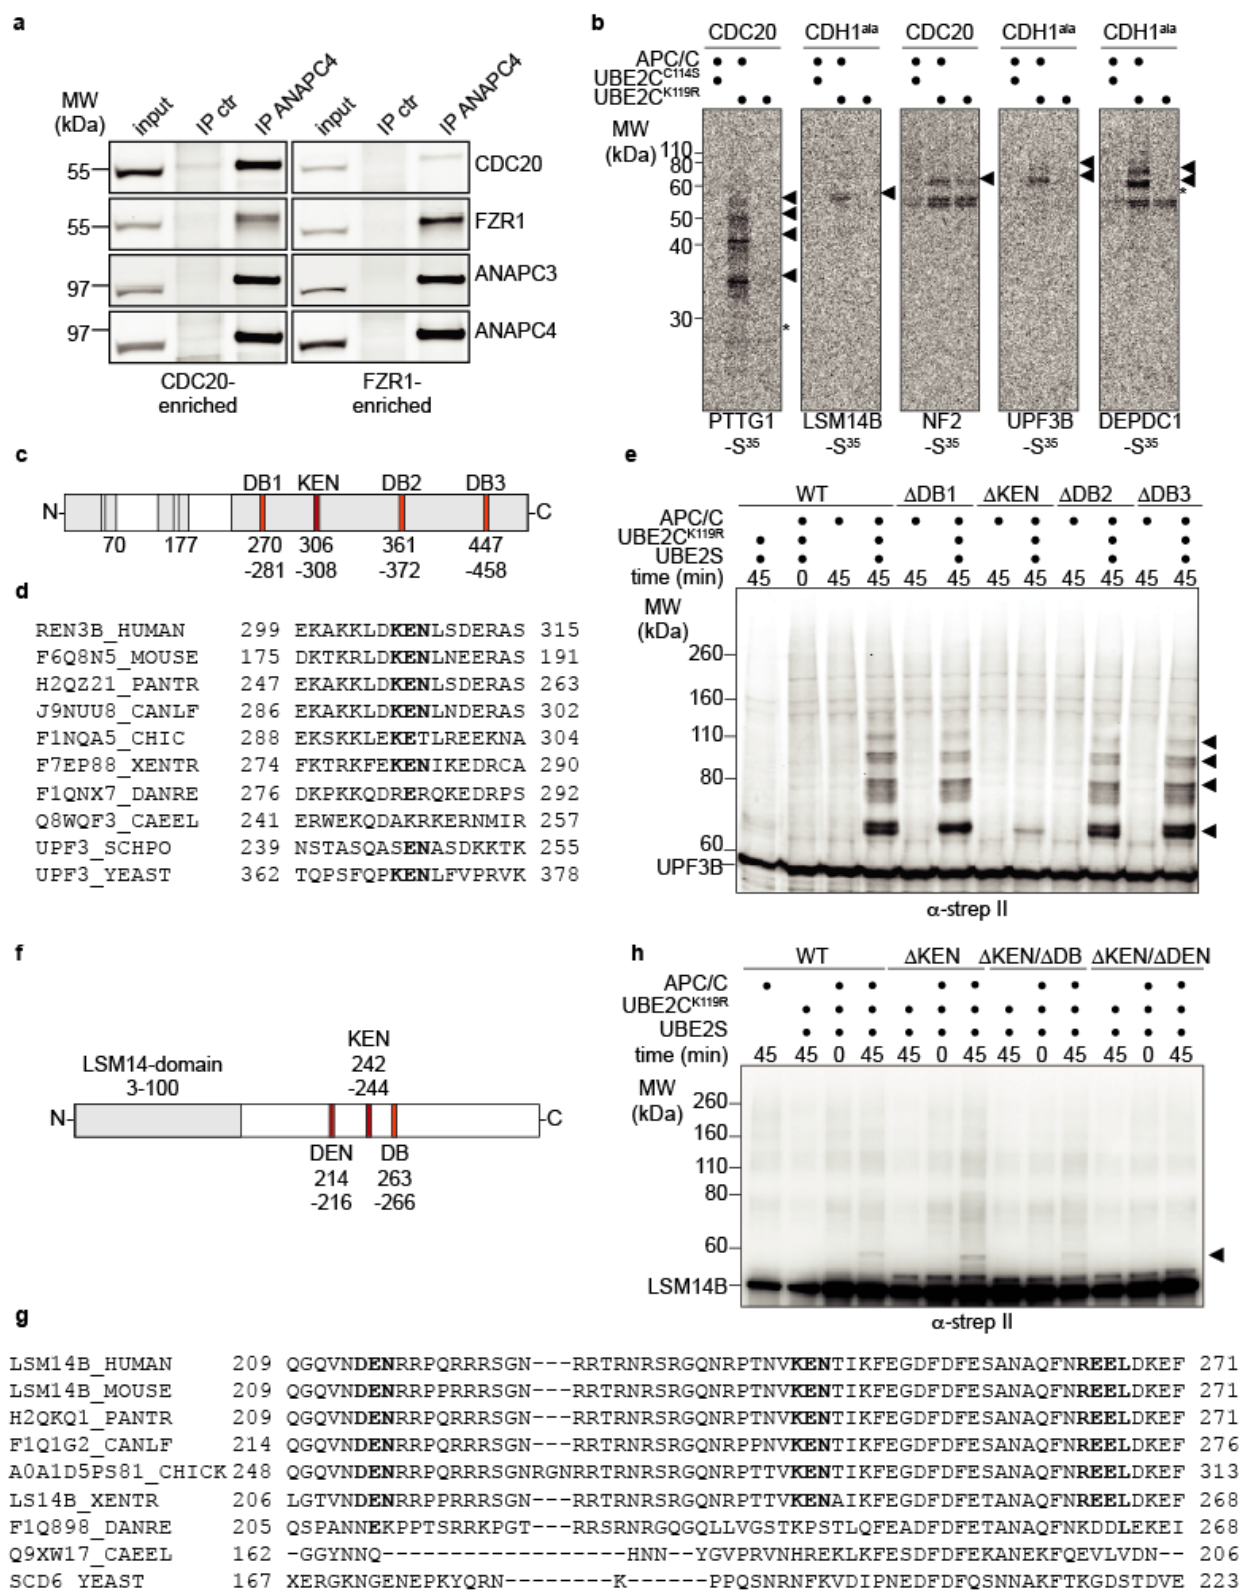 a
MW
(kDa)
input
IP ctr
IP ANAPC4
input
IP ctr
IP ANAPC4
55
CDC20
55
FZR1
97
ANAPC3
97
ANAPC4
CDC20-
enriched
FZR1-
enriched
b
CDC20 CDH1ala CDC20 CDH1ala CDH1ala
APC/C
UBE2CC114S
UBE2CK119R
MW
(kDa)
110
80
60
50
40
30
*
*
PTTG1 LSM14B NF2 UPF3B DEPDC1
-S35 -S35 -S35 -S35 -S35
c
DB1 KEN DB2 DB3
N C
70 177 270 306 361 447
-281 -308 -372 -458
d
REN3B_HUMAN 299 EKAKKLDKENLSDERAS 315
F6Q8N5_MOUSE 175 DKTKRLDKENLNEERAS 191
H2QZ21_PANTR 247 EKAKKLDKENLSDERAS 263
J9NUU8_CANLF 286 EKAKKLDKENLNDERAS 302
F1NQA5_CHIC 288 EKSKKLEKETLREEKNA 304
F7EP88_XENTR 274 FKTRKFEKENIKEDRCA 290
F1QNX7_DANRE 276 DKPKKQDRERQKEDRPS 292
Q8WQF3_CAEEL 241 ERWEKQDAKRKERNMIR 257
UPF3_SCHPO 239 NSTASQASENASDKKTK 255
UPF3_YEAST 362 TQPSFQPKENLFVPRVK 378
e
WT ΔDB1 ΔKEN ΔDB2 ΔDB3
APC/C
UBE2CK119R
UBE2S
time (min) 45 0 45 45 45 45 45 45 45 45 45 45
MW
(kDa)
260
160
110
80
60
UPF3B
α-strep II
f
LSM14-domain
3-100
KEN
242
-244
N C
DEN DB
214 263
-216 -266
h
WT ΔKEN ΔKEN/ΔDB ΔKEN/ΔDEN
APC/C
UBE2CK119R
UBE2S
time (min) 45 45 0 45 45 0 45 45 0 45 45 0 45
MW
(kDa)
260
160
110
80
60
LSM14B
α-strep II
g
LSM14B_HUMAN 209 QGQVNDENRRPQRRRSGN---RRTRNRSRGQNRPTNVKENTIKFEGDFDFESANAQFNREELDKEF 271
LSM14B_MOUSE 209 QGQVNDENRRPPRRRSGN---RRTRNRSRGQNRPTNVKENTIKFEGDFDFESANAQFNREELDKEF 271
H2QKQ1_PANTR 209 QGQVNDENRRPQRRRSGN---RRTRNRSRGQNRPTNVKENTIKFEGDFDFESANAQFNREELDKEF 271
F1Q1G2_CANLF 214 QGQVNDENRRPQRRRSGN---RRTRNRSRGQNRPPNVKENTIKFEGDFDFESANAQFNREELDKEF 276
A0A1D5PS81_CHICK 248 QGQVNDENRRPQRRRSGNRGNRRTRNRSRGQNRPTTVKENTIKFEGDFDFESANAQFNREELDKEF 313
LS14B_XENTR 206 LGTVNDENRRPPRRRSGN---RRTRNRSRGQNRPTTVKENAIKFEGDFDFETANAQFNREELDKEF 268
F1Q898_DANRE 205 QSPANNEKPPTSRRKPGT---RRSRNRGQGQLLVGSTKPSTLQFEADFDFETANAQFNKDDLEKEI 268
Q9XW17_CAEEL 162 -GGYNNQ-----------------HNN--YGVPRVNHREKLKFESDFDFEKANEKFQEVLVDN-- 206
SCD6_YEAST 167 XERGKNGENEPKYQRN--------K------PPQSNRNFKVDIPNEDFDFQSNNAKFTKGDSTDVE 223